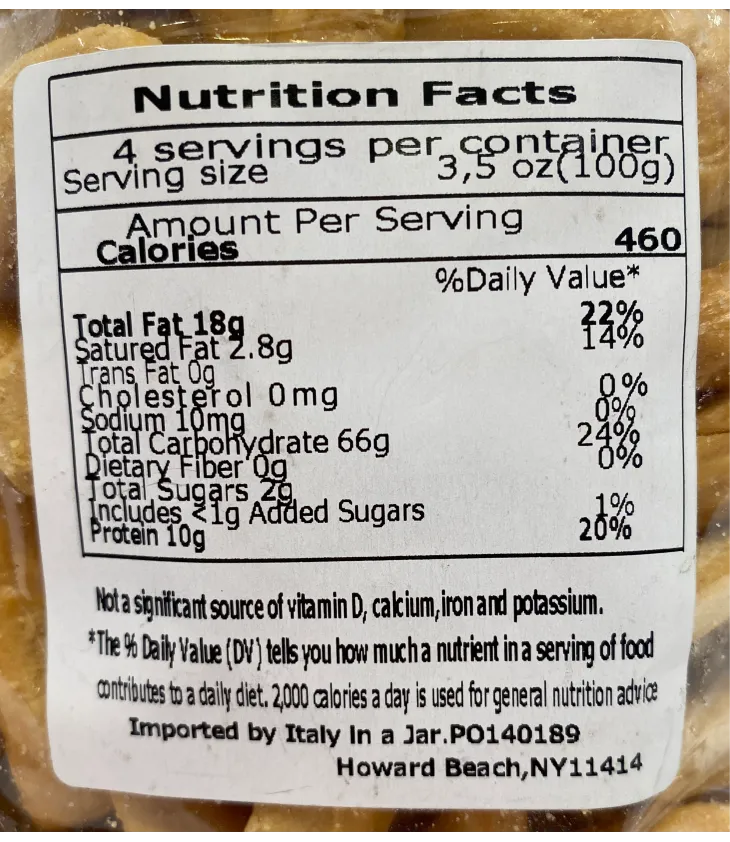 Nutrition Facts
4 servings per container
Serving size 3,5 oz(100g)
Amount Per Serving
Calories 460
%Daily Value*
Total Fat 18g 22%
Satured Fat 2.8g 14%
Trans Fat 0g
Cholesterol 0mg 0%
Sodium 10mg 0%
Total Carbohydrate 66g 24%
Dietary Fiber 0g 0%
Total Sugars 2g
Includes <1g Added Sugars 1%
Protein 10g 20%
Not a significant source of vitamin D, calcium, iron and potassium.
*The % Daily Value (DV) tells you how much a nutrient in a serving of food
contributes to a daily diet. 2,000 calories a day is used for general nutrition advice
Imported by Italy In a Jar.PO140189
Howard Beach,NY11414